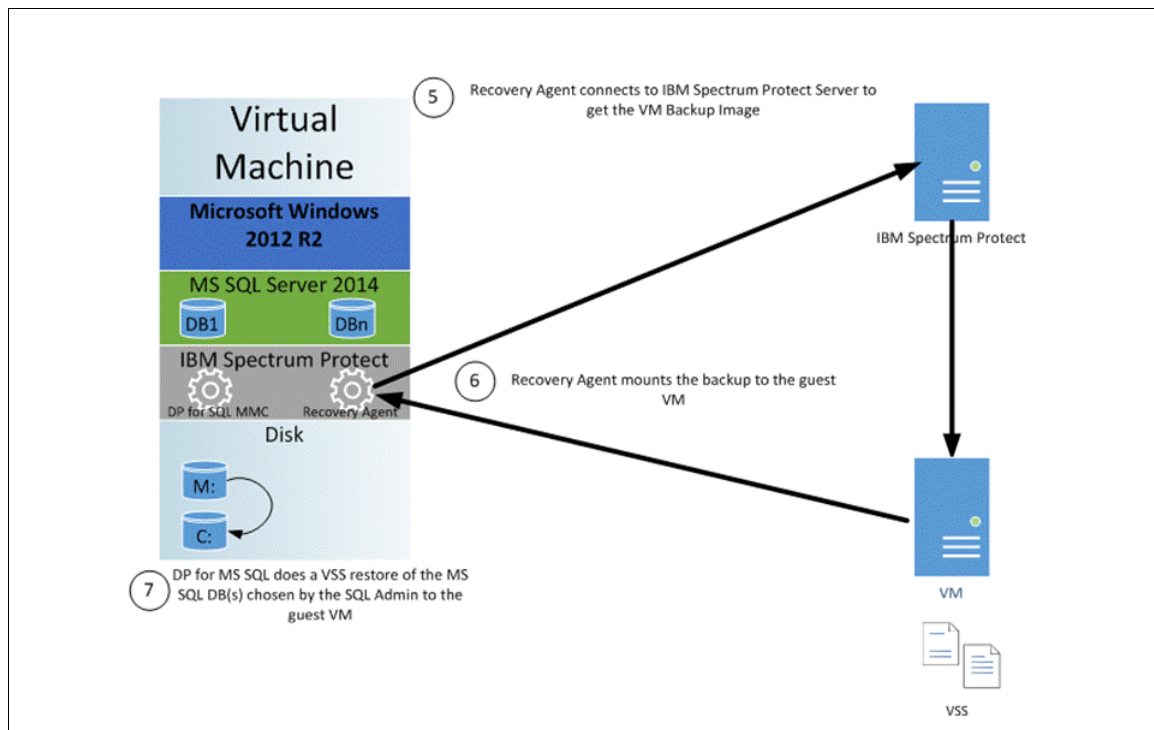 5
Recovery Agent connects to IBM Spectrum Protect Server to
get the VM Backup Image
Virtual
Machine
Microsoft Windows
2012 R2
MS SQL Server 2014
DB1
DBn
IBM Spectrum Protect
DP for SQL MMC
Recovery Agent
Disk
M:
C:
IBM Spectrum Protect
6
Recovery Agent mounts the backup to the guest
VM
7
DP for MS SQL does a VSS restore of the MS
SQL DB(s) chosen by the SQL Admin to the
guest VM
VM
VSS